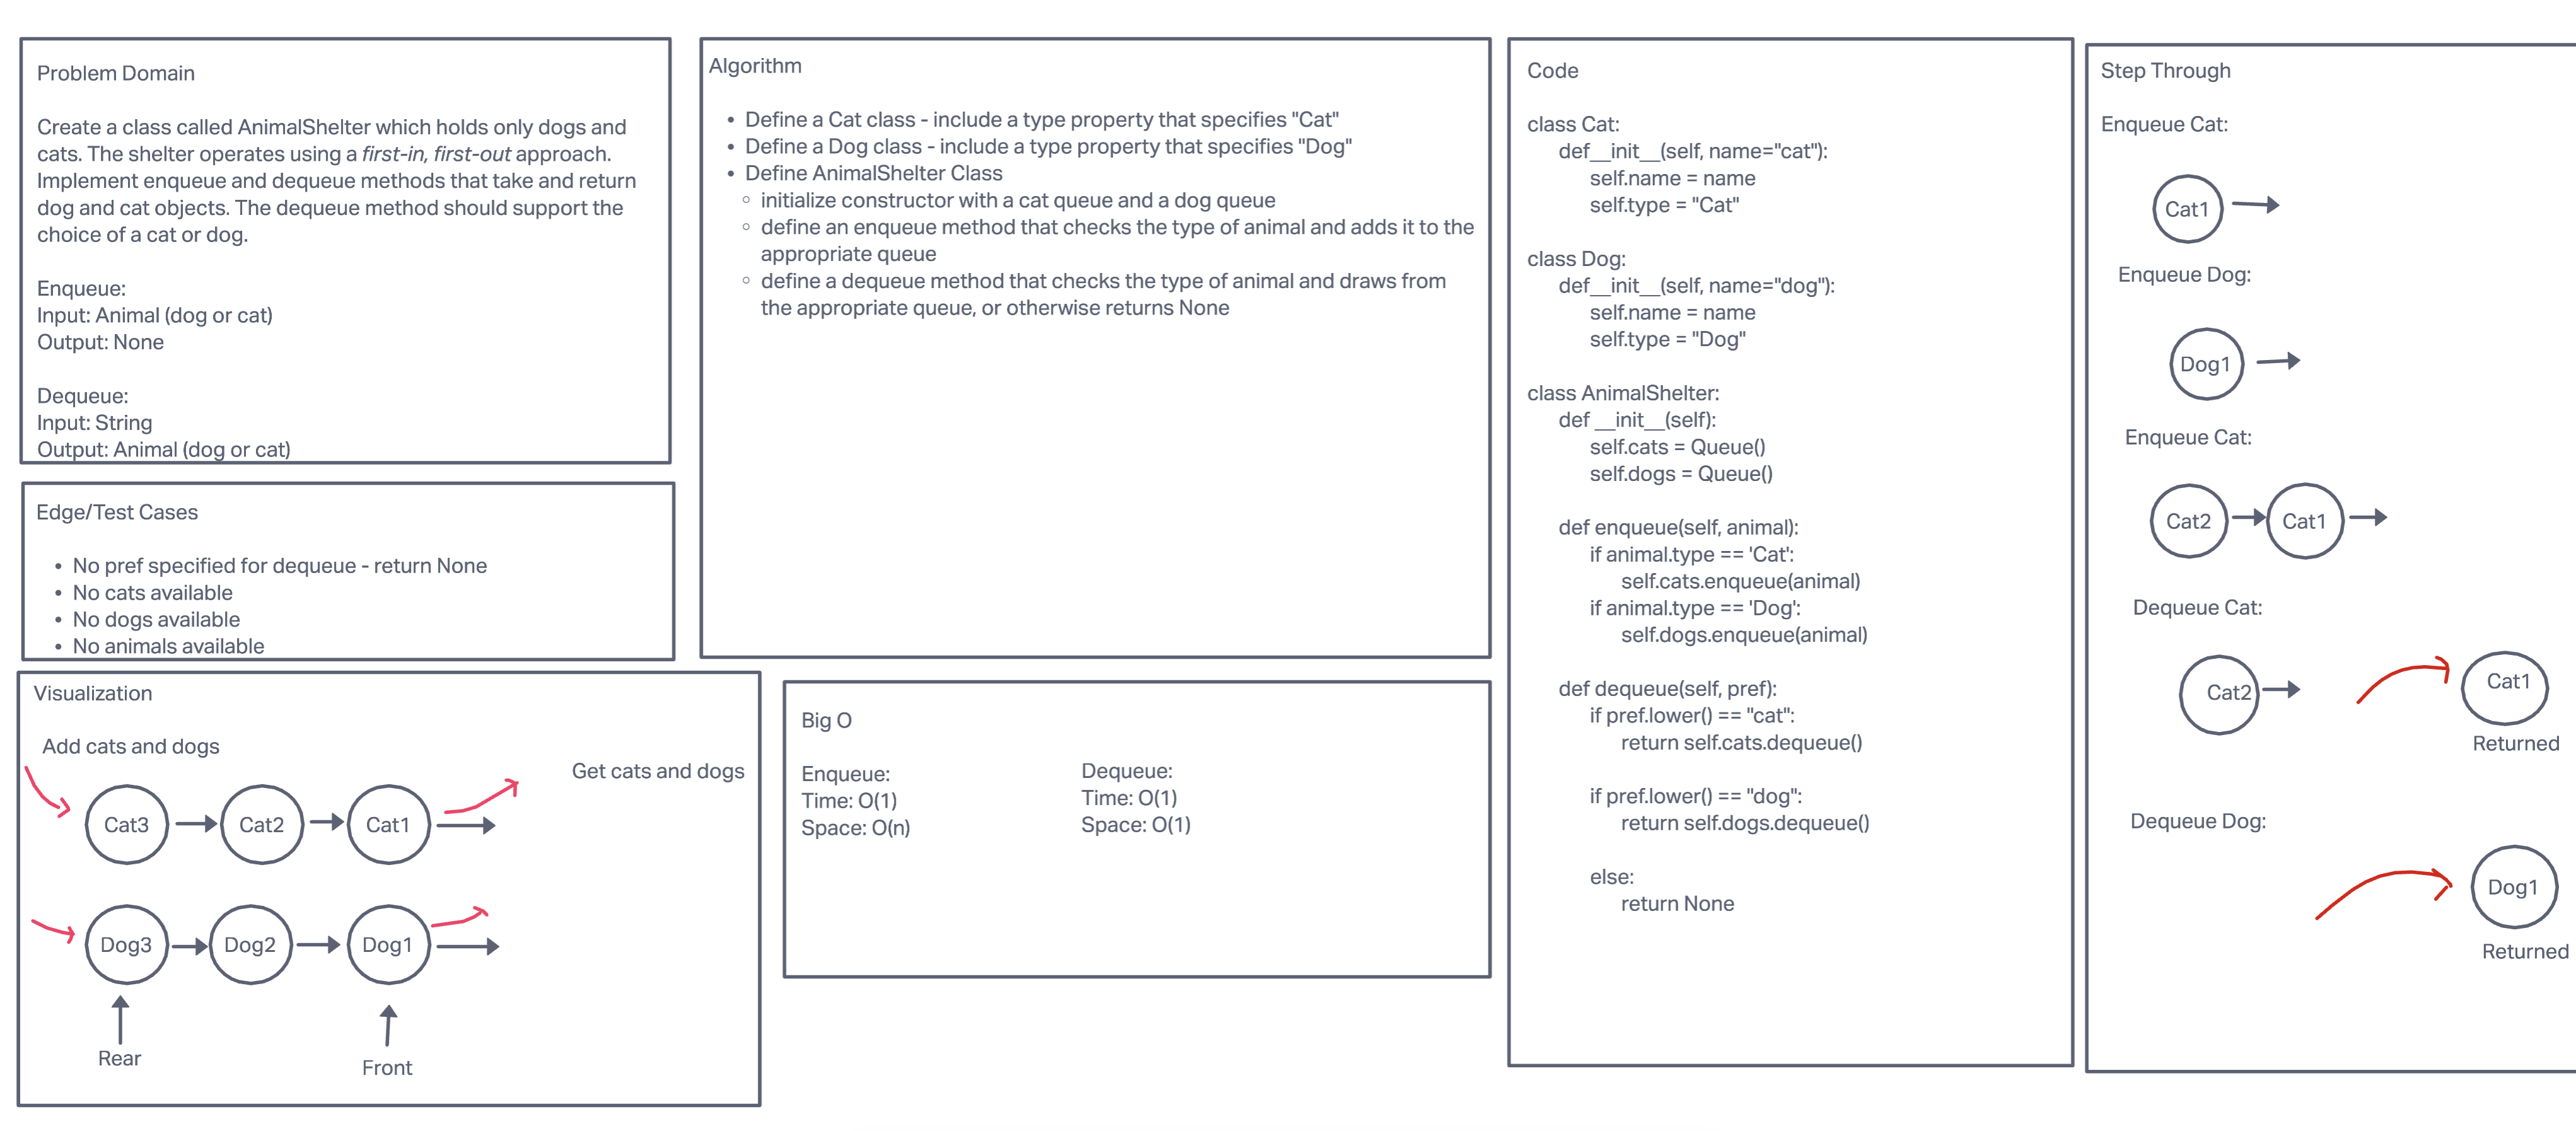 Problem Domain
Create a class called AnimalShelter which holds only dogs and
cats. The shelter operates using a first-in, first-out approach.
Implement enqueue and dequeue methods that take and return
dog and cat objects. The dequeue method should support the
choice of a cat or dog.
Enqueue:
Input: Animal (dog or cat)
Output: None
Dequeue:
Input: String
Output: Animal (dog or cat)
Edge/Test Cases
• No pref specified for dequeue - return None
• No cats available
• No dogs available
• No animals available
Visualization
Add cats and dogs
Get cats and dogs
Cat3 Cat2 Cat1
Dog3 Dog2 Dog1
Rear
Front
Algorithm
• Define a Cat class - include a type property that specifies "Cat"
• Define a Dog class - include a type property that specifies "Dog"
• Define AnimalShelter Class
◦ initialize constructor with a cat queue and a dog queue
◦ define an enqueue method that checks the type of animal and adds it to the
appropriate queue
◦ define a dequeue method that checks the type of animal and draws from
the appropriate queue, or otherwise returns None
Big O
Enqueue:
Time: O(1)
Space: O(n)
Dequeue:
Time: O(1)
Space: O(1)
Code
class Cat:
def__init__(self, name="cat"):
self.name = name
self.type = "Cat"
class Dog:
def__init__(self, name="dog"):
self.name = name
self.type = "Dog"
class AnimalShelter:
def __init__(self):
self.cats = Queue()
self.dogs = Queue()
def enqueue(self, animal):
if animal.type == 'Cat':
self.cats.enqueue(animal)
if animal.type == 'Dog':
self.dogs.enqueue(animal)
def dequeue(self, pref):
if pref.lower() == "cat":
return self.cats.dequeue()
if pref.lower() == "dog":
return self.dogs.dequeue()
else:
return None
Step Through
Enqueue Cat:
Cat1
Enqueue Dog:
Dog1
Enqueue Cat:
Cat2 Cat1
Dequeue Cat:
Cat2 Cat1
Returned
Dequeue Dog:
Dog1
Returned